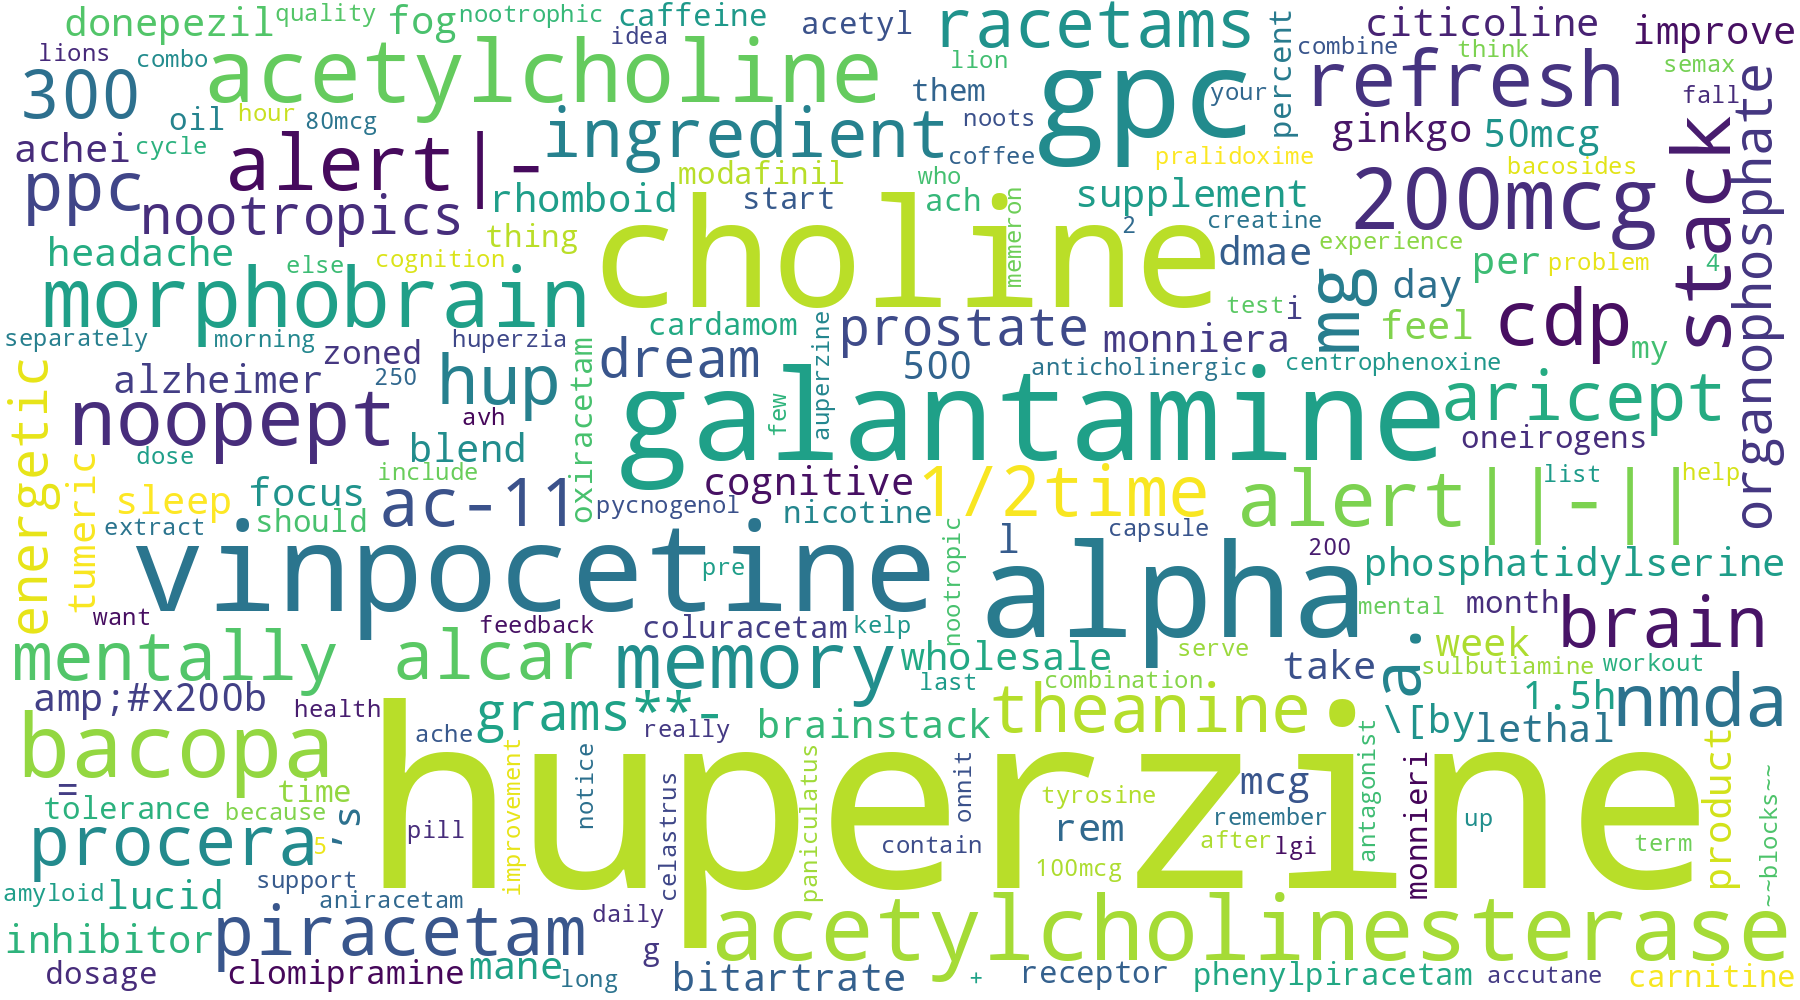 donepezil
quality
fog
nootrophic
caffeine
idea
acetyl
racetams
percent
citicoline
improve
lions
combo
acetylcholine
lion
combine
think
semax
300
oil
hour
80mcg
them
noots
gpc
your
refresh
fall
achei
cycle
alert|-
ingredient
coffee
pralidoxime
ginkgo
50mcg
bacosides
stack
organophosphate
ppc
nootropics
rhomboid
modafinil
start
who
ach
memeron
supplement
2
creatine
200mcg
headache
else
thing
cognition
choline
dmae
experience
per
problem
4
morphobrain
test
i
mg
day
cdp
separately
morning
huperzia
zoned
cardamom
auperzine
prostate
monniera
feel
my
energetic
alzheimer
250
hup
oxiracetam
dream
500
anticholinergic
centrophenoxine
aricept
noopept
avh
few
galantamine
oneirogens
dose
blend
tumeric
sleep
focus
include
ac-11
cognitive
1/2time
alert||-||
list
help
extract
should
pycnogenol
nicotine
l
capsule
vinpocetine
pre
nootropic
alpha
200
phosphatidylserine
want
feedback
coluracetam
kelp
mental
month
brain
mentally
alcar
memory
wholesale
serve
take
a.
week
sulbutiamine
workout
last
combination
amp;#x200b
health
grams**-
really
brainstack
theanine
\[by
1.5h
lethal
nmda
bacopa
ache
=
time
improvement
notice
celastrus
paniculatus
onnit
tyrosine
mcg
antagonist
monnieri
product
~~blocks~~
tolerance
because
's
huperzine
rem
remember
up
procera
5
pill
contain
after
lgi
term
100mcg
amyloid
lucid
support
aniracetam
daily
acetylcholinesterase
inhibitor
piracetam
g
dosage
clomipramine
mane
long
bitartrate
+
receptor
phenylpiracetam
accutane
carnitine